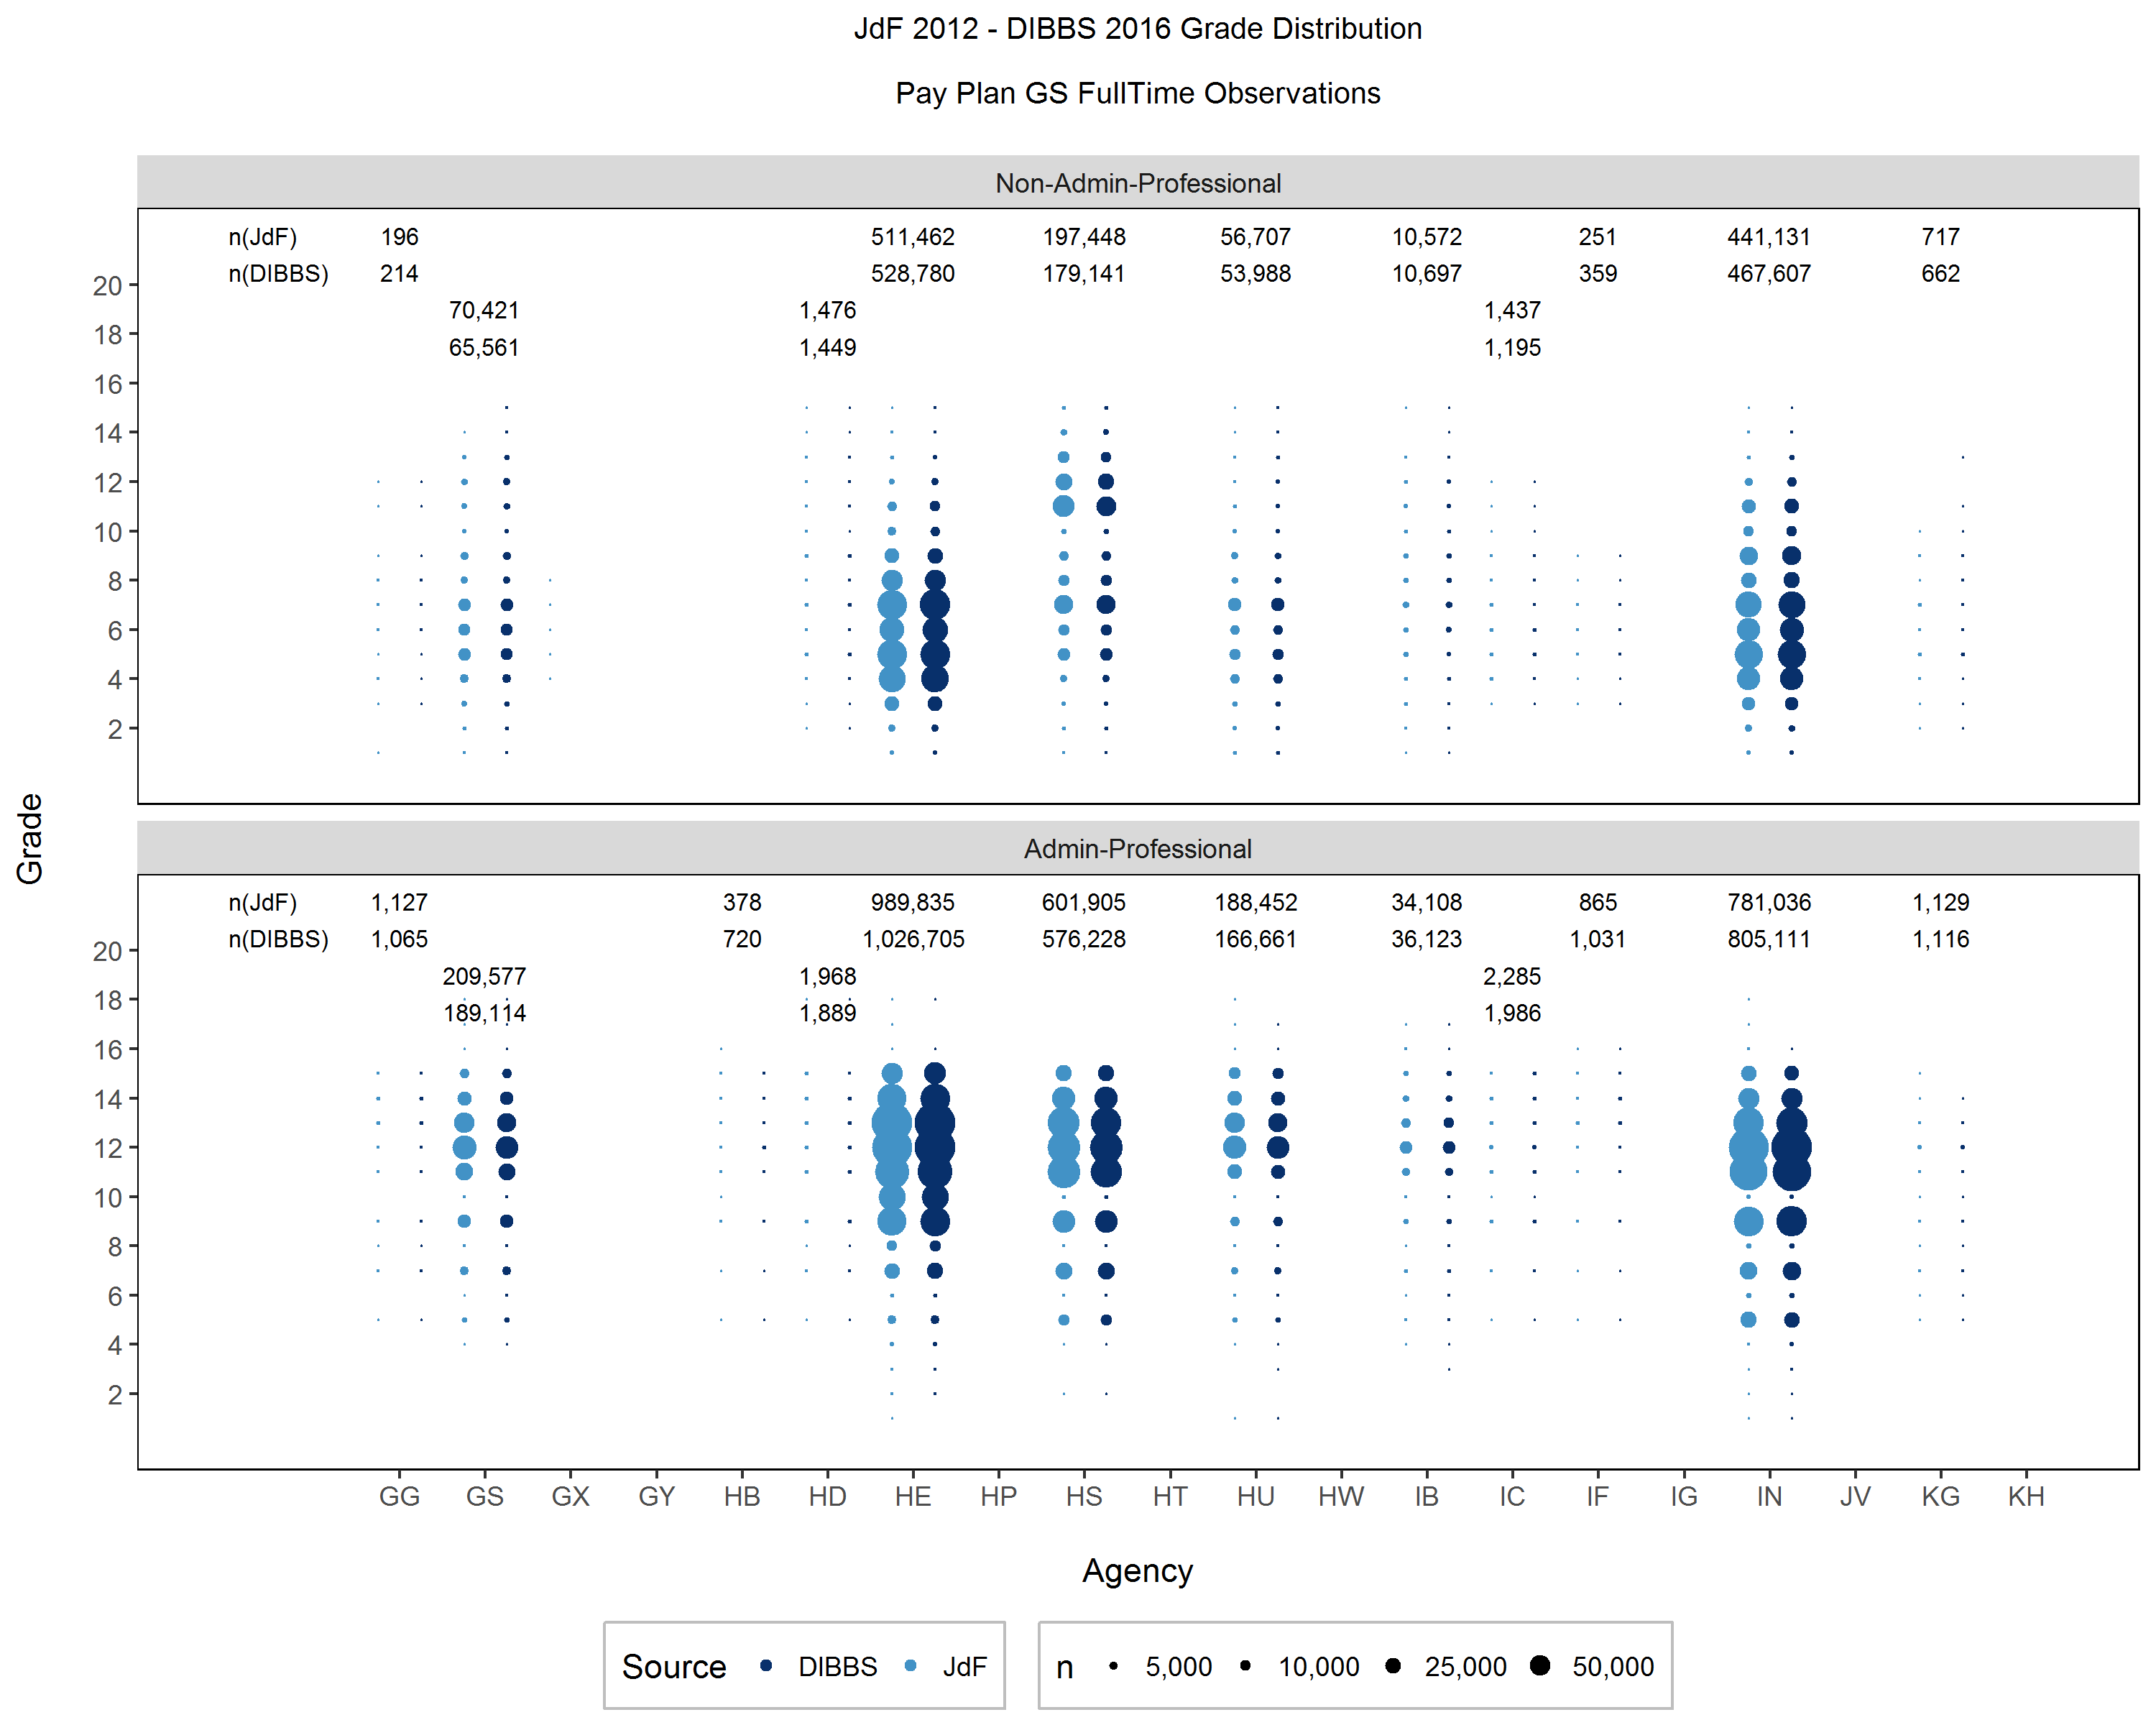 JdF 2012 - DIBBS 2016 Grade Distribution
Pay Plan GS FullTime Observations
Non-Admin-Professional
n(JdF) 196 511,462 197,448 56,707 10,572 251 441,131 717
n(DIBBS) 214 528,780 179,141 53,988 10,697 359 467,607 662
20
70,421 1,476 1,437
18
65,561 1,449 1,195
16
14
12
10
8
6
4
2
Grade
Admin-Professional
n(JdF) 1,127 378 989,835 601,905 188,452 34,108 865 781,036 1,129
n(DIBBS) 1,065 720 1,026,705 576,228 166,661 36,123 1,031 805,111 1,116
20
209,577 1,968 2,285
18
189,114 1,889 1,986
16
14
12
10
8
6
4
2
GG GS GX GY HB HD HE HP HS HT HU HW IB IC IF IG IN JV KG KH
Agency
Source DIBBS JdF n 5,000 10,000 25,000 50,000